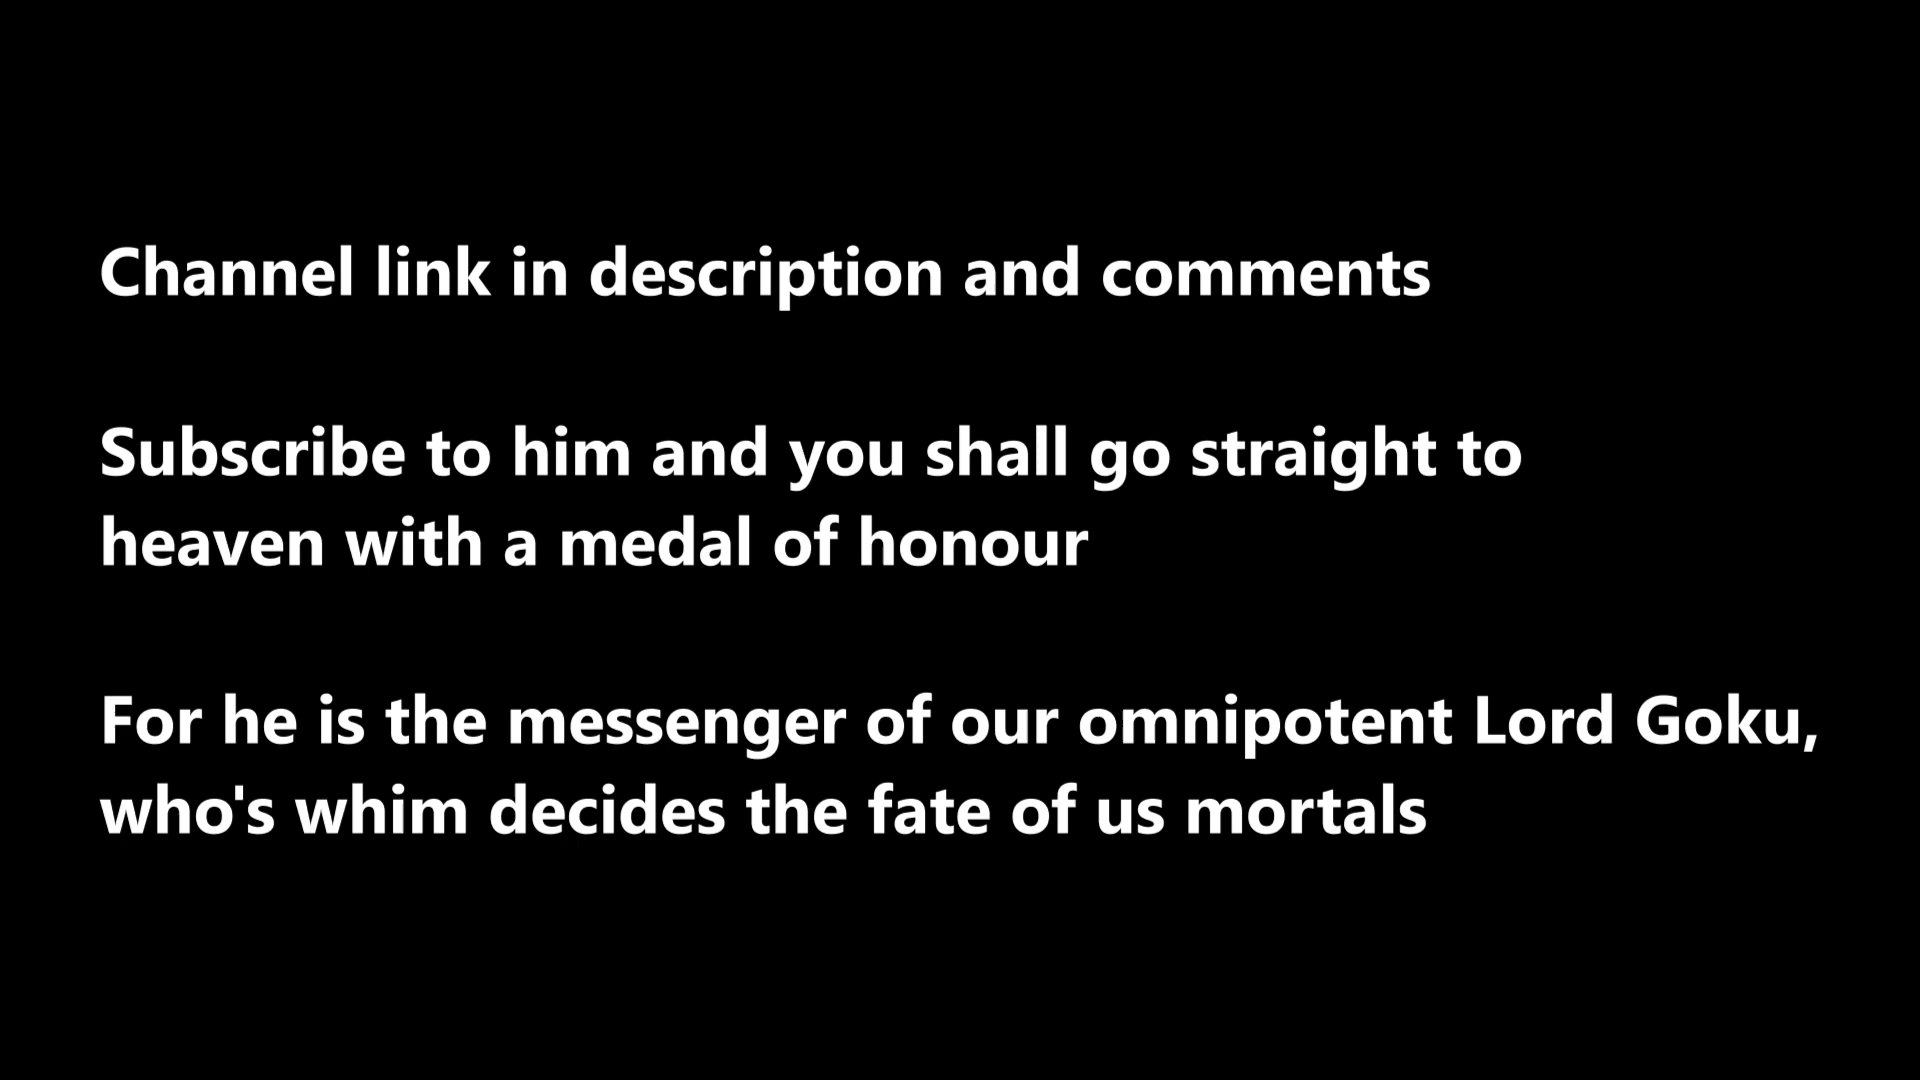 Channel link in description and comments
Subscribe to him and you shall go straight to
heaven with a medal of honour
For he is the messenger of our omnipotent Lord Goku,
who's whim decides the fate of us mortals